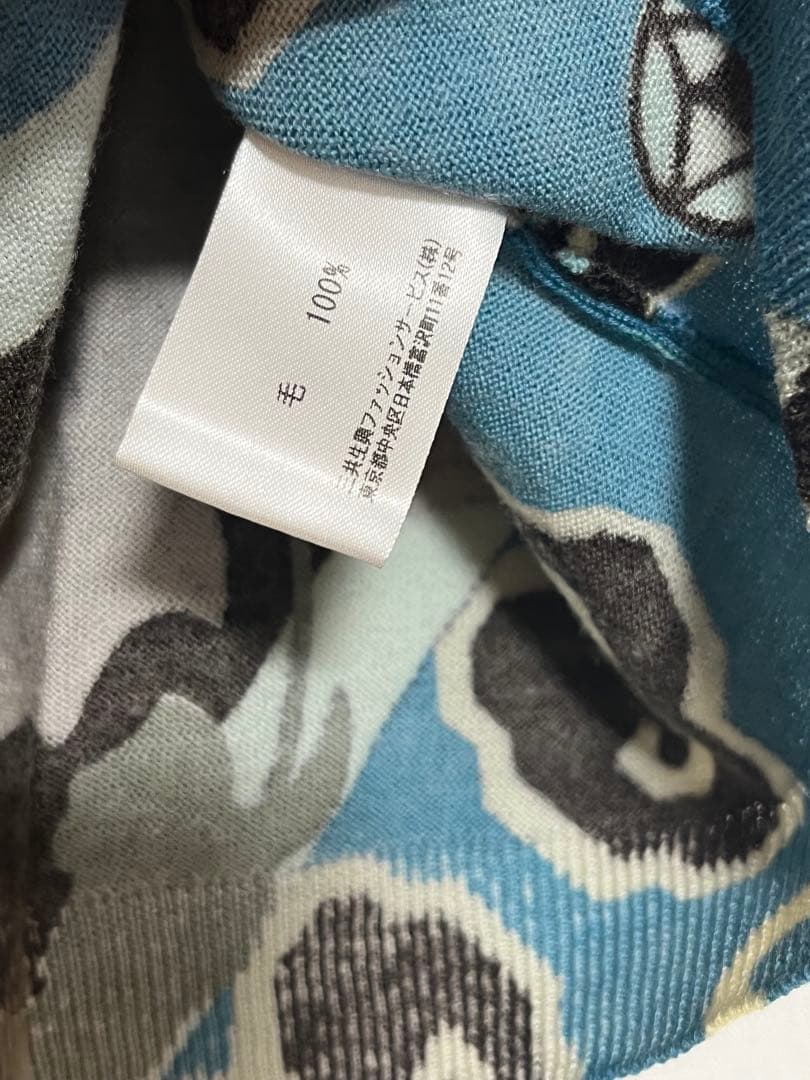 毛 100%
三共生興ファッションサービス(株)
東京都中央区日本橋富沢町11番12号